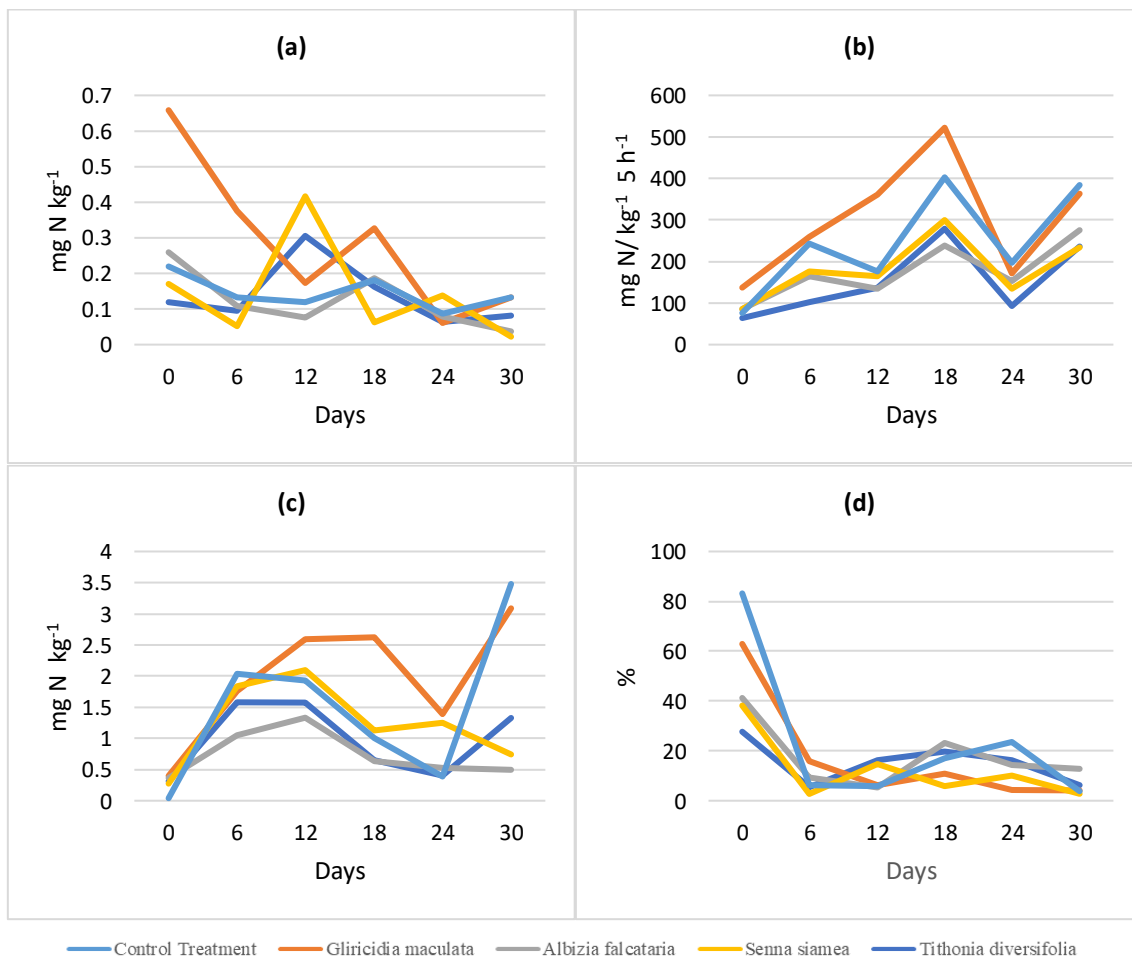 (a)
mg N kg⁻¹
0.7
0.6
0.5
0.4
0.3
0.2
0.1
0
0 6 12 18 24 30
Days
(b)
mg N/ kg⁻¹ 5 h⁻¹
600
500
400
300
200
100
0
0 6 12 18 24 30
Days
(c)
mg N kg⁻¹
4
3.5
3
2.5
2
1.5
1
0.5
0
0 6 12 18 24 30
Days
(d)
%
100
80
60
40
20
0
0 6 12 18 24 30
Days
Control Treatment Gliricidia maculata Albizia falcataria Senna siamea Tithonia diversifolia